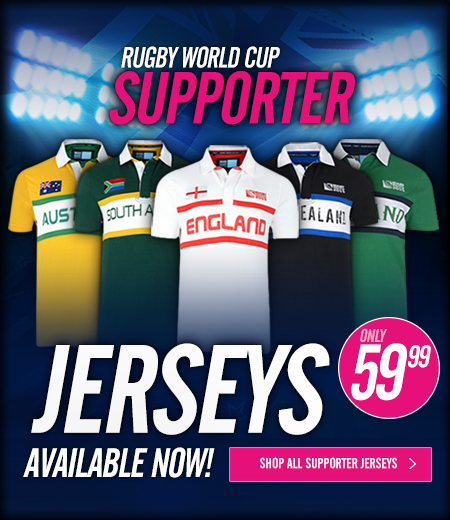 RUGBY WORLD CUP
SUPPORTER
AUST
SOUTH A
ENGLAND
EALAND
ND
JERSEYS
ONLY
59.99
AVAILABLE NOW!
SHOP ALL SUPPORTER JERSEYS >